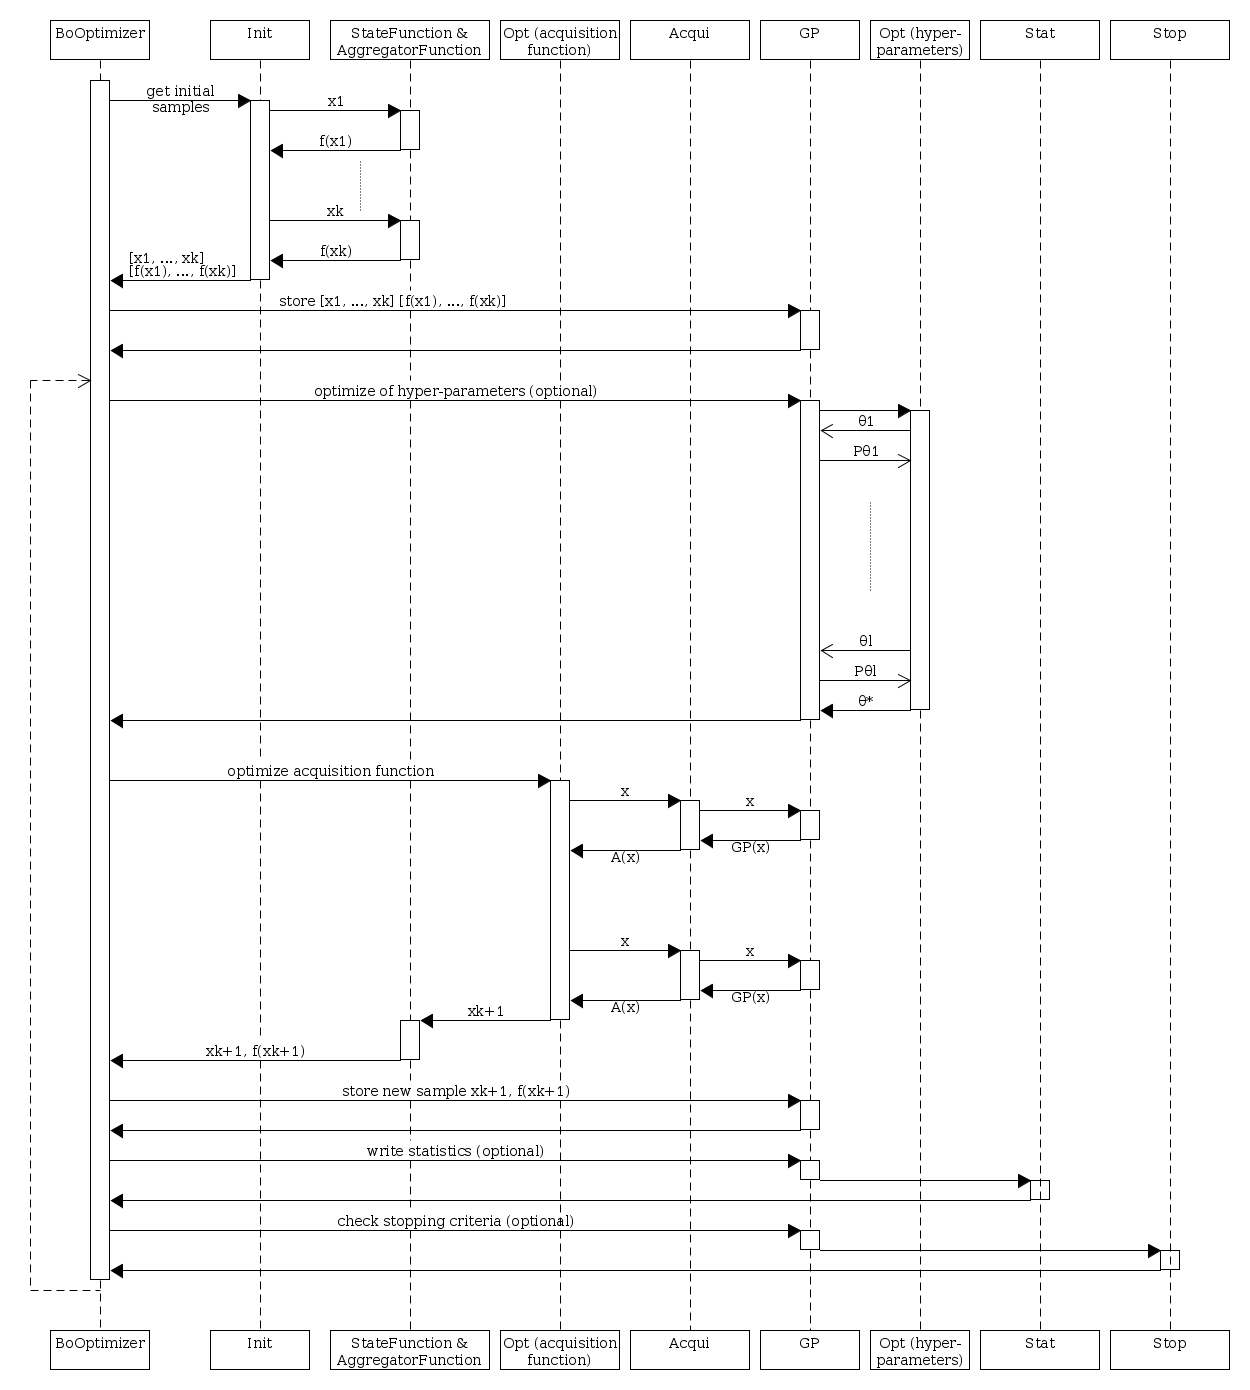 BoOptimizer
Init
StateFunction &
AggregatorFunction
Opt (acquisition
function)
Acqui
GP
Opt (hyper-
parameters)
Stat
Stop
get initial
samples
x1
f(x1)
xk
f(xk)
[x1, ..., xk]
[f(x1), ..., f(xk)]
store [x1, ..., xk] [f(x1), ..., f(xk)]
optimize of hyper-parameters (optional)
θ1
Pθ1
θl
Pθl
θ*
optimize acquisition function
x
x
GP(x)
A(x)
x
x
GP(x)
A(x)
xk+1
xk+1, f(xk+1)
store new sample xk+1, f(xk+1)
write statistics (optional)
check stopping criteria (optional)
BoOptimizer
Init
StateFunction &
AggregatorFunction
Opt (acquisition
function)
Acqui
GP
Opt (hyper-
parameters)
Stat
Stop